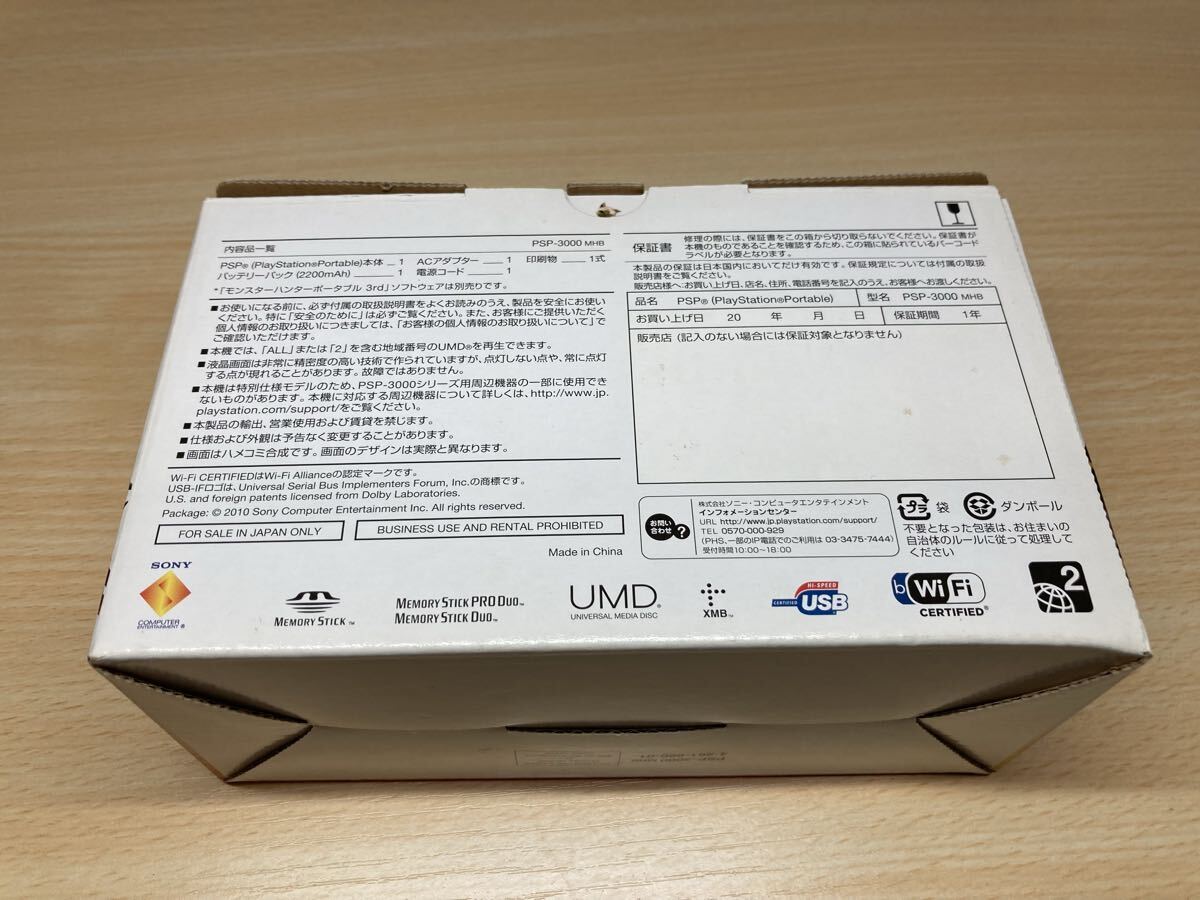 内容品一覧 PSP-3000 MHB
PSP® (PlayStation®Portable)本体 1 ACアダプター 1 印刷物 1式
バッテリーパック (2200mAh) 1 電源コード 1
*「モンスターハンターポータブル 3rd」ソフトウェアは別売りです。
■お使いになる前に、必ず付属の取扱説明書をよくお読みのうえ、製品を安全にお使い
ください。特に「安全のために」は必ずご覧ください。また、お客様にご提供いただく
個人情報のお取り扱いにつきましては、「お客様の個人情報のお取り扱いについて」で
ご確認いただけます。
■本機では、「ALL」または「2」を含む地域番号のUMD®を再生できます。
■液晶画面は非常に精密度の高い技術で作られていますが、点灯しない点や、常に点灯
する点が現れることがあります。故障ではありません。
■本機は特別仕様モデルのため、PSP-3000シリーズ用周辺機器の一部に使用でき
ないものがあります。本機に対応する周辺機器について詳しくは、http://www.jp.
playstation.com/support/をご覧ください。
■本製品の輸出、営業使用および賃貸を禁じます。
■仕様および外観は予告なく変更することがあります。
■画面はハメコミ合成です。画面のデザインは実際と異なります。
Wi-Fi CERTIFIEDはWi-Fi Allianceの認定マークです。
USB-IFロゴは、Universal Serial Bus Implementers Forum, Inc.の商標です。
U.S. and foreign patents licensed from Dolby Laboratories.
Package: © 2010 Sony Computer Entertainment Inc. All rights reserved.
FOR SALE IN JAPAN ONLY
BUSINESS USE AND RENTAL PROHIBITED
Made in China
保証書
修理の際には、保証書をこの箱から切り取らないでください。保証書が
本機のものであることを確認するため、この箱に貼られているバーコード
ラベルが必要となります。
本製品の保証は日本国内においてだけ有効です。保証規定については付属の取扱
説明書をご覧ください。
販売店様へ:お買い上げ日、店名、住所、電話番号を記入のうえ、お客様へお渡しください。
品名 PSP® (PlayStation®Portable) 型名 PSP-3000 MHB
お買い上げ日 20 年 月 日 保証期間 1年
販売店 (記入のない場合には保証対象となりません)
お問い合わせ?
株式会社ソニー・コンピュータエンタテインメント
インフォメーションセンター
URL http://www.jp.playstation.com/support/
TEL 0570-000-929
(PHS、一部のIP電話でのご利用は 03-3475-7444)
受付時間10:00~18:00
プラ 袋 ダンボール
不要となった包装は、お住まいの
自治体のルールに従って処理して
ください
SONY
COMPUTER
ENTERTAINMENT®
MEMORY STICK™
MEMORY STICK PRO DUO™
MEMORY STICK DUO™
UMD®
UNIVERSAL MEDIA DISC
XMB™
HI-SPEED
CERTIFIED USB
b Wi Fi
CERTIFIED®
2
PSP-3000 MHB